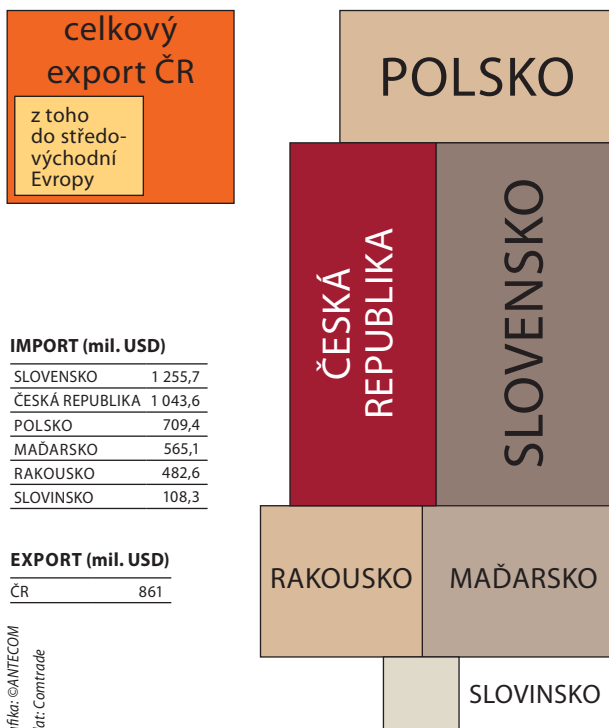 celkový
export ČR
z toho
do středo-
východní
Evropy
POLSKO
ČESKÁ
REPUBLIKA
SLOVENSKO
IMPORT (mil. USD)
SLOVENSKO 1 255,7
ČESKÁ REPUBLIKA 1 043,6
POLSKO 709,4
MAĎARSKO 565,1
RAKOUSKO 482,6
SLOVINSKO 108,3
EXPORT (mil. USD)
ČR 861
RAKOUSKO
MAĎARSKO
SLOVINSKO
©ANTECOM
Comtrade